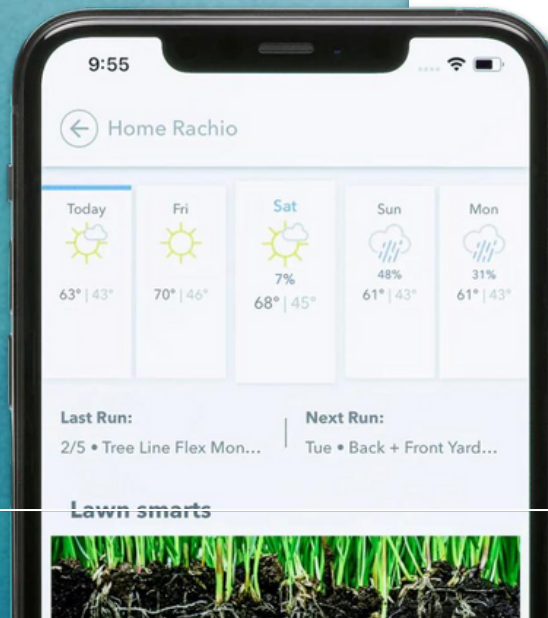 9:55
Home Rachio
Today Fri Sat Sun Mon
7% 48% 31%
63° | 43° 70° | 46° 68° | 45° 61° | 43° 61° | 43°
Last Run: Next Run:
2/5 • Tree Line Flex Mon... Tue • Back + Front Yard...
Lawn smarts